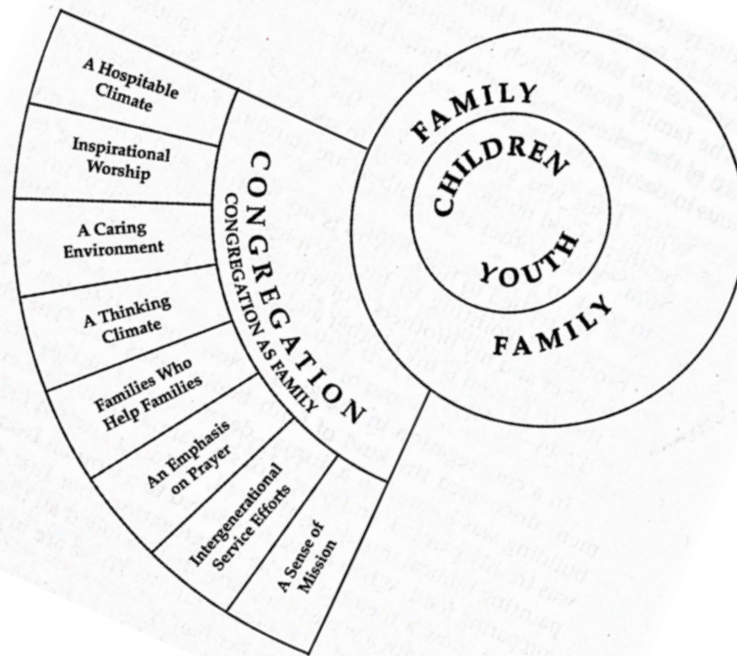 A Hospitable
Climate
Inspirational
Worship
A Caring
Environment
A Thinking
Climate
Families Who
Help Families
An Emphasis
on Prayer
Intergenerational
Service Efforts
A Sense of
Mission
CONGREGATION
CONGREGATION AS FAMILY
FAMILY
CHILDREN
YOUTH
FAMILY